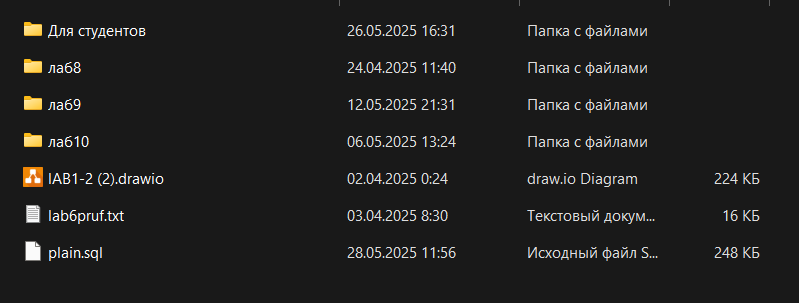 Для студентов 26.05.2025 16:31 Папка с файлами
лаб8 24.04.2025 11:40 Папка с файлами
лаб9 12.05.2025 21:31 Папка с файлами
лаб10 06.05.2025 13:24 Папка с файлами
IAB1-2 (2).drawio 02.04.2025 0:24 draw.io Diagram 224 КБ
lab6pruf.txt 03.04.2025 8:30 Текстовый докум... 16 КБ
plain.sql 28.05.2025 11:56 Исходный файл S... 248 КБ